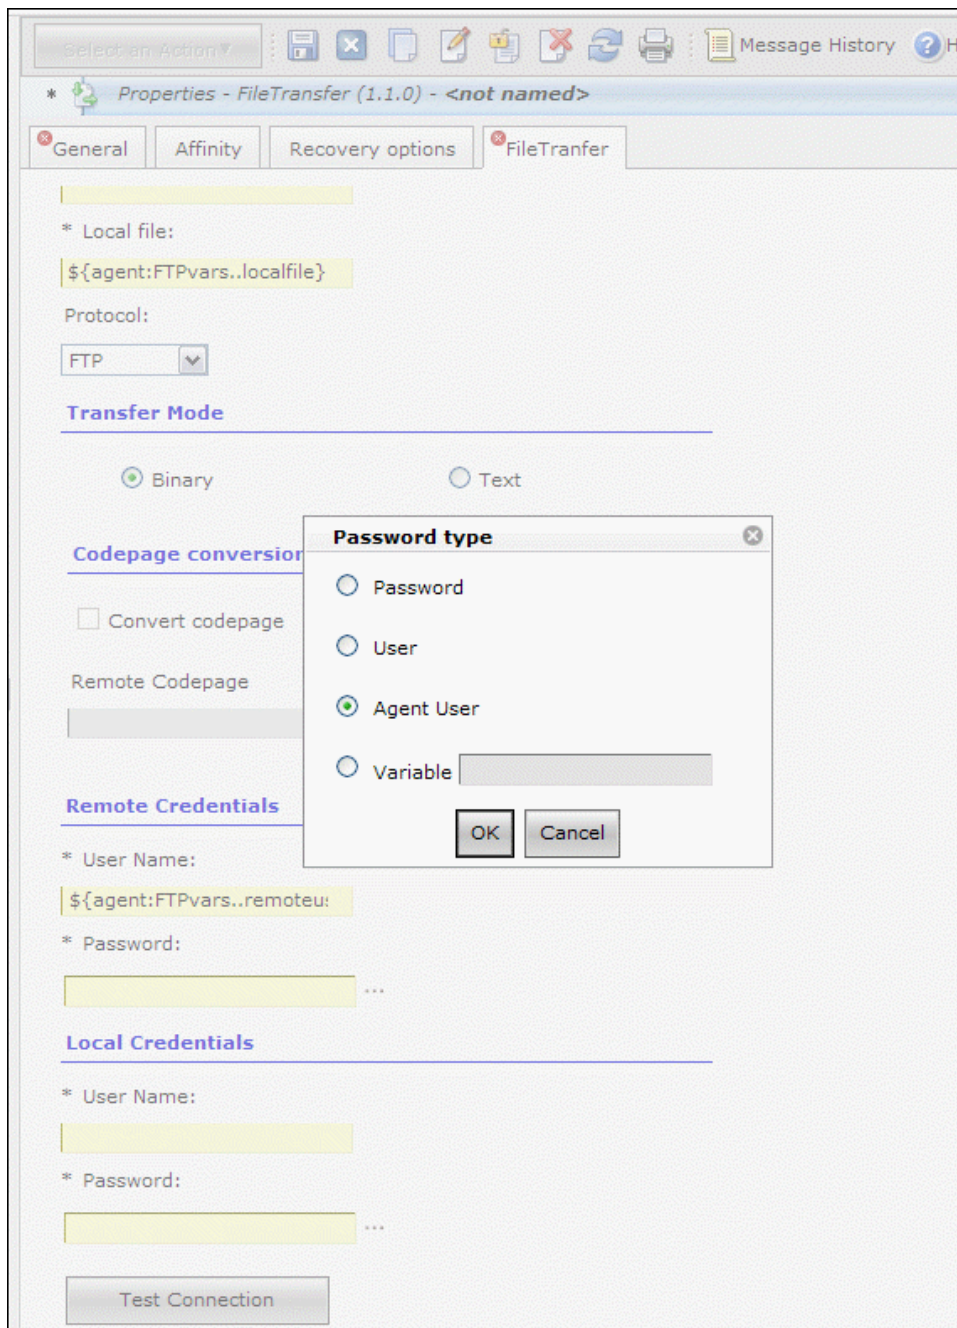 Select an Action ▼
Message History
H
* Properties - FileTransfer (1.1.0) - <not named>
General Affinity Recovery options FileTranfer
* Local file:
${agent:FTPvars..localfile}
Protocol:
FTP
Transfer Mode
Binary Text
Codepage conversion
Convert codepage
Remote Codepage
Password type
Password
User
Agent User
Variable
OK Cancel
Remote Credentials
* User Name:
${agent:FTPvars..remoteu
* Password:
...
Local Credentials
* User Name:
* Password:
...
Test Connection